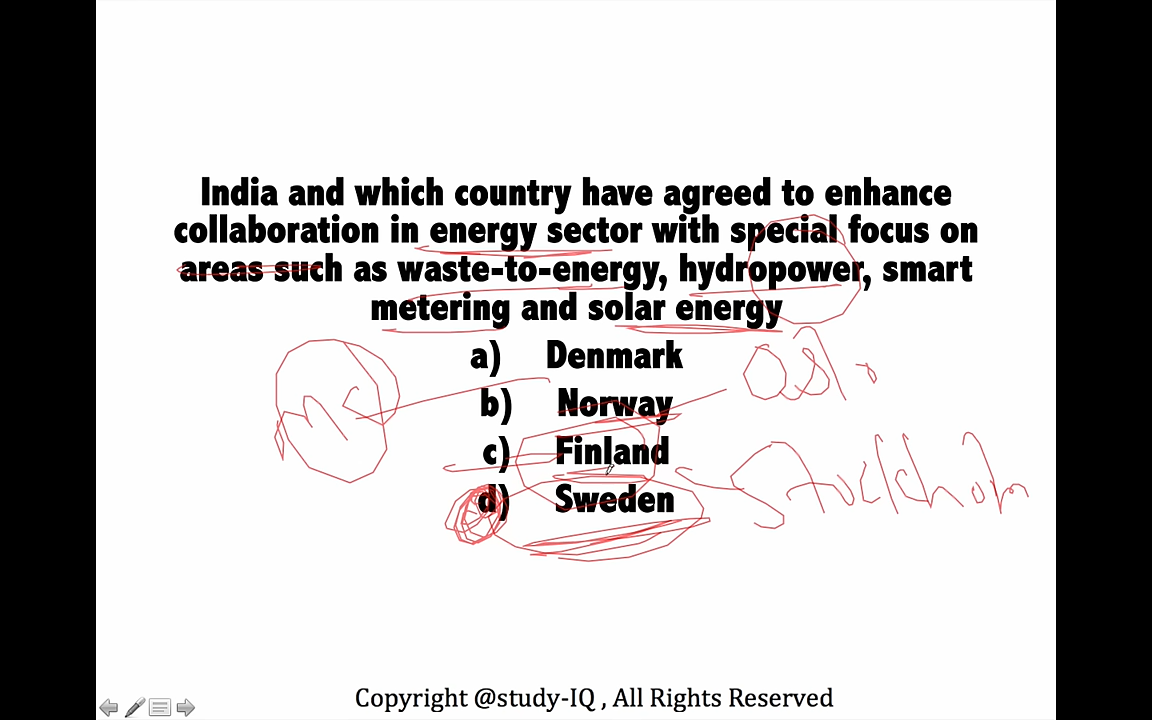 India and which country have agreed to enhance
collaboration in energy sector with special focus on
areas such as waste-to-energy, hydropower, smart
metering and solar energy
a) Denmark
b) Norway
c) Finland
d) Sweden
Oslo
Stockholm
Copyright @study-IQ , All Rights Reserved